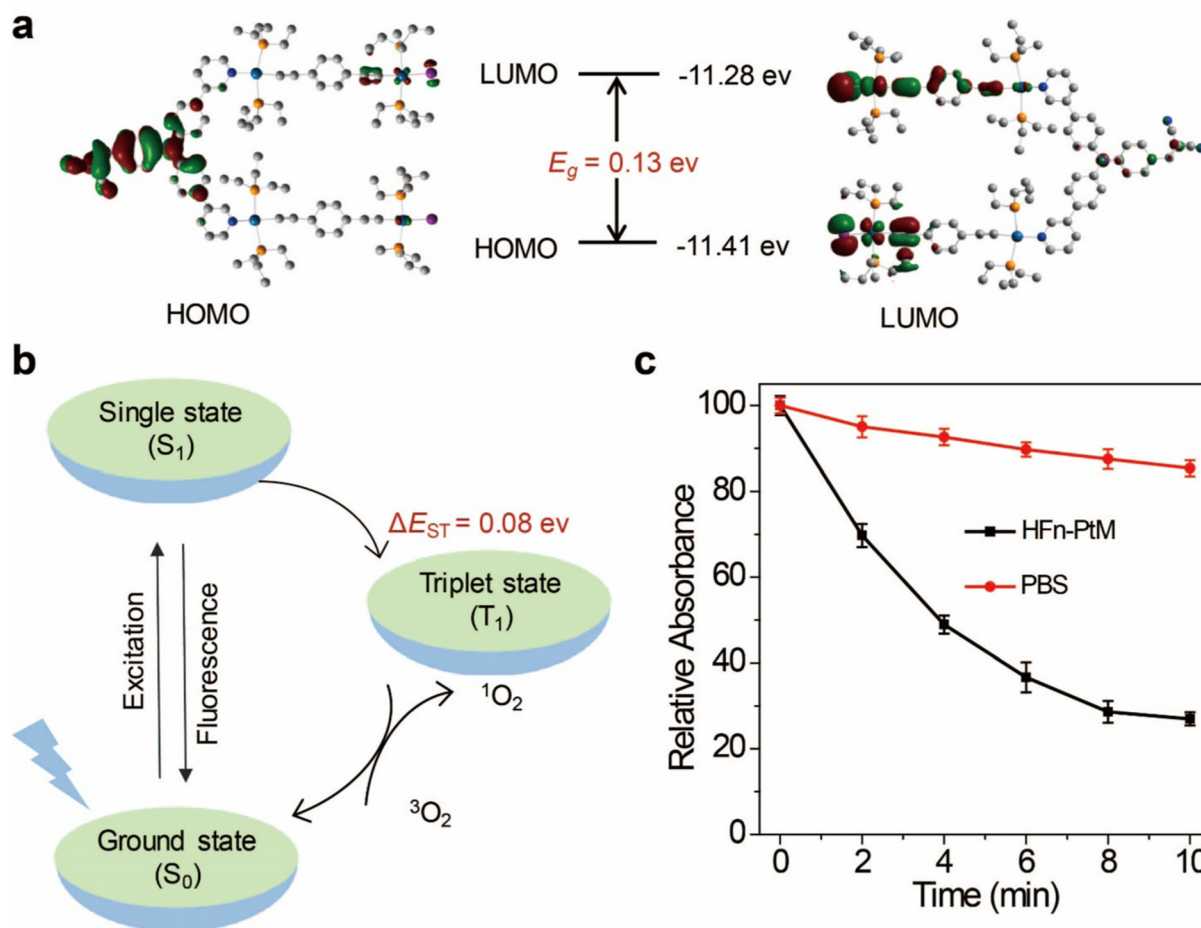 a
LUMO
-11.28 ev
E_g = 0.13 ev
HOMO
-11.41 ev
HOMO
LUMO
b
Single state
(S₁)
ΔE_ST = 0.08 ev
Triplet state
(T₁)
Excitation
Fluorescence
¹O₂
³O₂
Ground state
(S₀)
c
100
80
60
40
20
0
Relative Absorbance
HFn-PtM
PBS
0 2 4 6 8 10
Time (min)